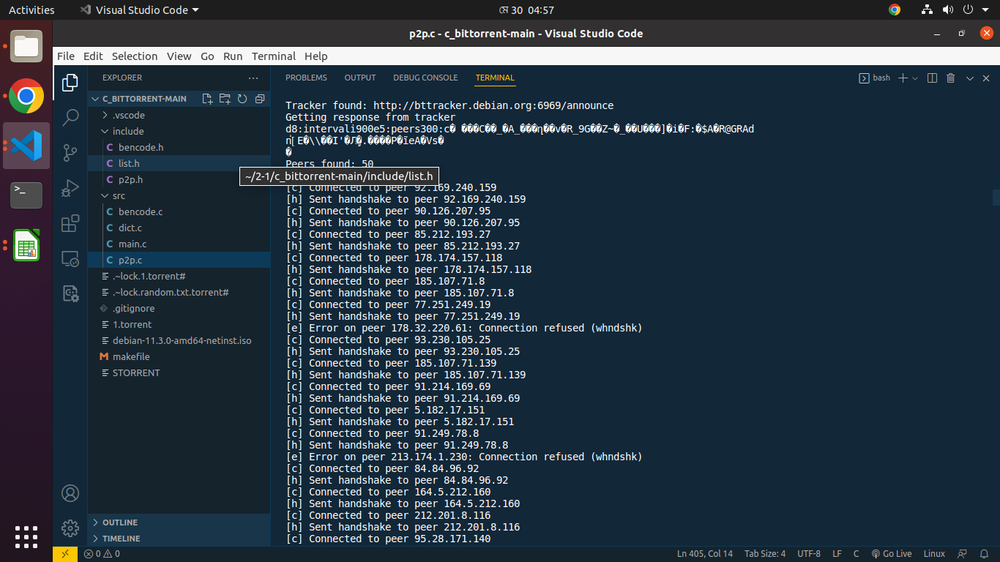 Activities
Visual Studio Code
মে 30 04:57
p2p.c - c_bittorrent-main - Visual Studio Code
File Edit Selection View Go Run Terminal Help
EXPLORER
C_BITTORRENT-MAIN
.vscode
include
bencode.h
list.h
p2p.h
src
bencode.c
dict.c
main.c
p2p.c
.~lock.1.torrent#
.~lock.random.txt.torrent#
.gitignore
1.torrent
debian-11.3.0-amd64-netinst.iso
makefile
STORRENT
OUTLINE
TIMELINE
PROBLEMS OUTPUT DEBUG CONSOLE TERMINAL
bash
Tracker found: http://bttracker.debian.org:6969/announce
Getting response from tracker
d8:intervali900e5:peers300:c
Peers found: 50
~/2-1/c_bittorrent-main/include/list.h
[c] Connected to peer 92.169.240.159
[h] Sent handshake to peer 92.169.240.159
[c] Connected to peer 90.126.207.95
[h] Sent handshake to peer 90.126.207.95
[c] Connected to peer 85.212.193.27
[h] Sent handshake to peer 85.212.193.27
[c] Connected to peer 178.174.157.118
[h] Sent handshake to peer 178.174.157.118
[c] Connected to peer 185.107.71.8
[h] Sent handshake to peer 185.107.71.8
[c] Connected to peer 77.251.249.19
[h] Sent handshake to peer 77.251.249.19
[e] Error on peer 178.32.220.61: Connection refused (whndshk)
[c] Connected to peer 93.230.105.25
[h] Sent handshake to peer 93.230.105.25
[c] Connected to peer 185.107.71.139
[h] Sent handshake to peer 185.107.71.139
[c] Connected to peer 91.214.169.69
[h] Sent handshake to peer 91.214.169.69
[c] Connected to peer 5.182.17.151
[h] Sent handshake to peer 5.182.17.151
[c] Connected to peer 91.249.78.8
[h] Sent handshake to peer 91.249.78.8
[e] Error on peer 213.174.1.230: Connection refused (whndshk)
[c] Connected to peer 84.84.96.92
[h] Sent handshake to peer 84.84.96.92
[c] Connected to peer 164.5.212.160
[h] Sent handshake to peer 164.5.212.160
[c] Connected to peer 212.201.8.116
[h] Sent handshake to peer 212.201.8.116
[c] Connected to peer 95.28.171.140
0 0 Ln 405, Col 14 Tab Size: 4 UTF-8 LF C Go Live Linux